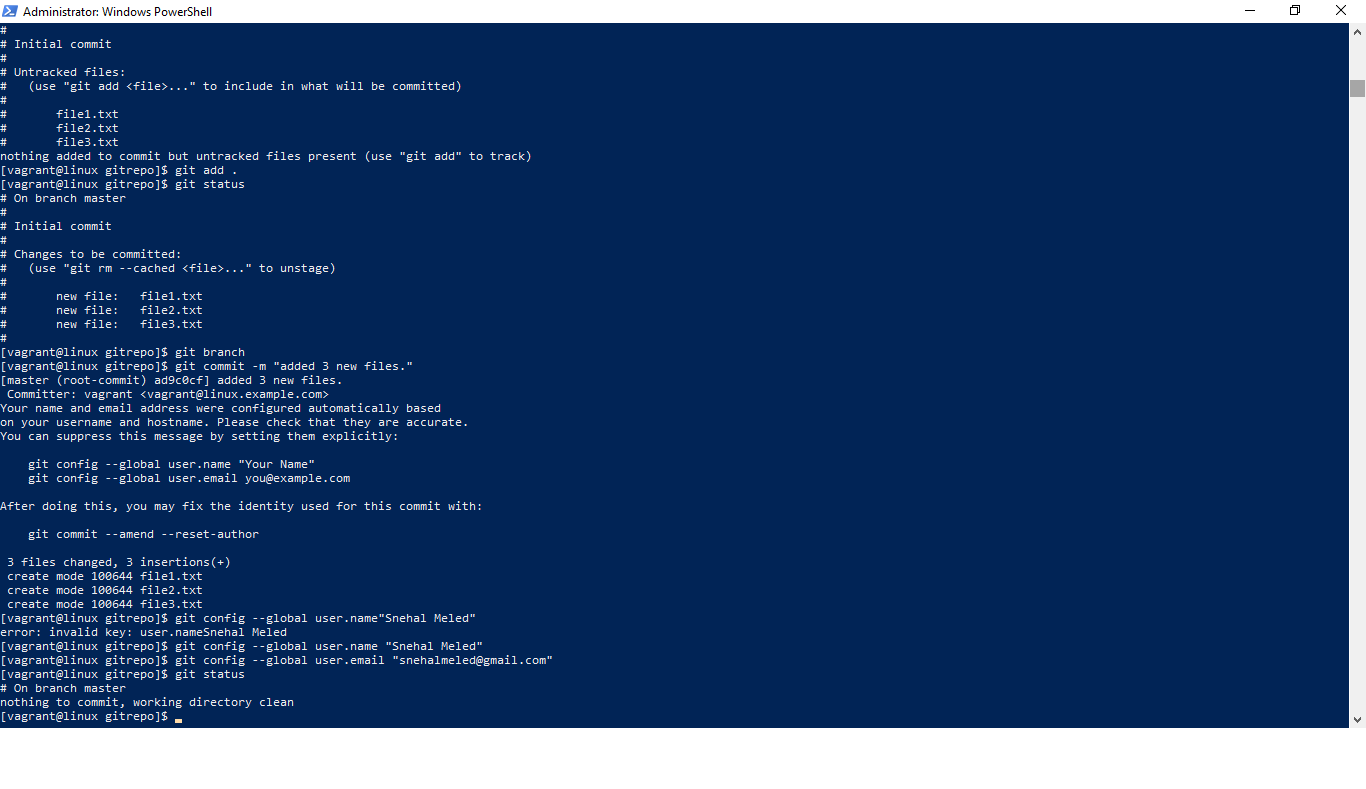 Administrator: Windows PowerShell
#
# Initial commit
#
# Untracked files:
#   (use "git add <file>..." to include in what will be committed)
#
#       file1.txt
#       file2.txt
#       file3.txt
nothing added to commit but untracked files present (use "git add" to track)
[vagrant@linux gitrepo]$ git add .
[vagrant@linux gitrepo]$ git status
# On branch master
#
# Initial commit
#
# Changes to be committed:
#   (use "git rm --cached <file>..." to unstage)
#
#       new file:   file1.txt
#       new file:   file2.txt
#       new file:   file3.txt
#
[vagrant@linux gitrepo]$ git branch
[vagrant@linux gitrepo]$ git commit -m "added 3 new files."
[master (root-commit) ad9c0cf] added 3 new files.
 Committer: vagrant <vagrant@linux.example.com>
Your name and email address were configured automatically based
on your username and hostname. Please check that they are accurate.
You can suppress this message by setting them explicitly:

    git config --global user.name "Your Name"
    git config --global user.email you@example.com

After doing this, you may fix the identity used for this commit with:

    git commit --amend --reset-author

 3 files changed, 3 insertions(+)
 create mode 100644 file1.txt
 create mode 100644 file2.txt
 create mode 100644 file3.txt
[vagrant@linux gitrepo]$ git config --global user.name"Snehal Meled"
error: invalid key: user.nameSnehal Meled
[vagrant@linux gitrepo]$ git config --global user.name "Snehal Meled"
[vagrant@linux gitrepo]$ git config --global user.email "snehalmeled@gmail.com"
[vagrant@linux gitrepo]$ git status
# On branch master
nothing to commit, working directory clean
[vagrant@linux gitrepo]$